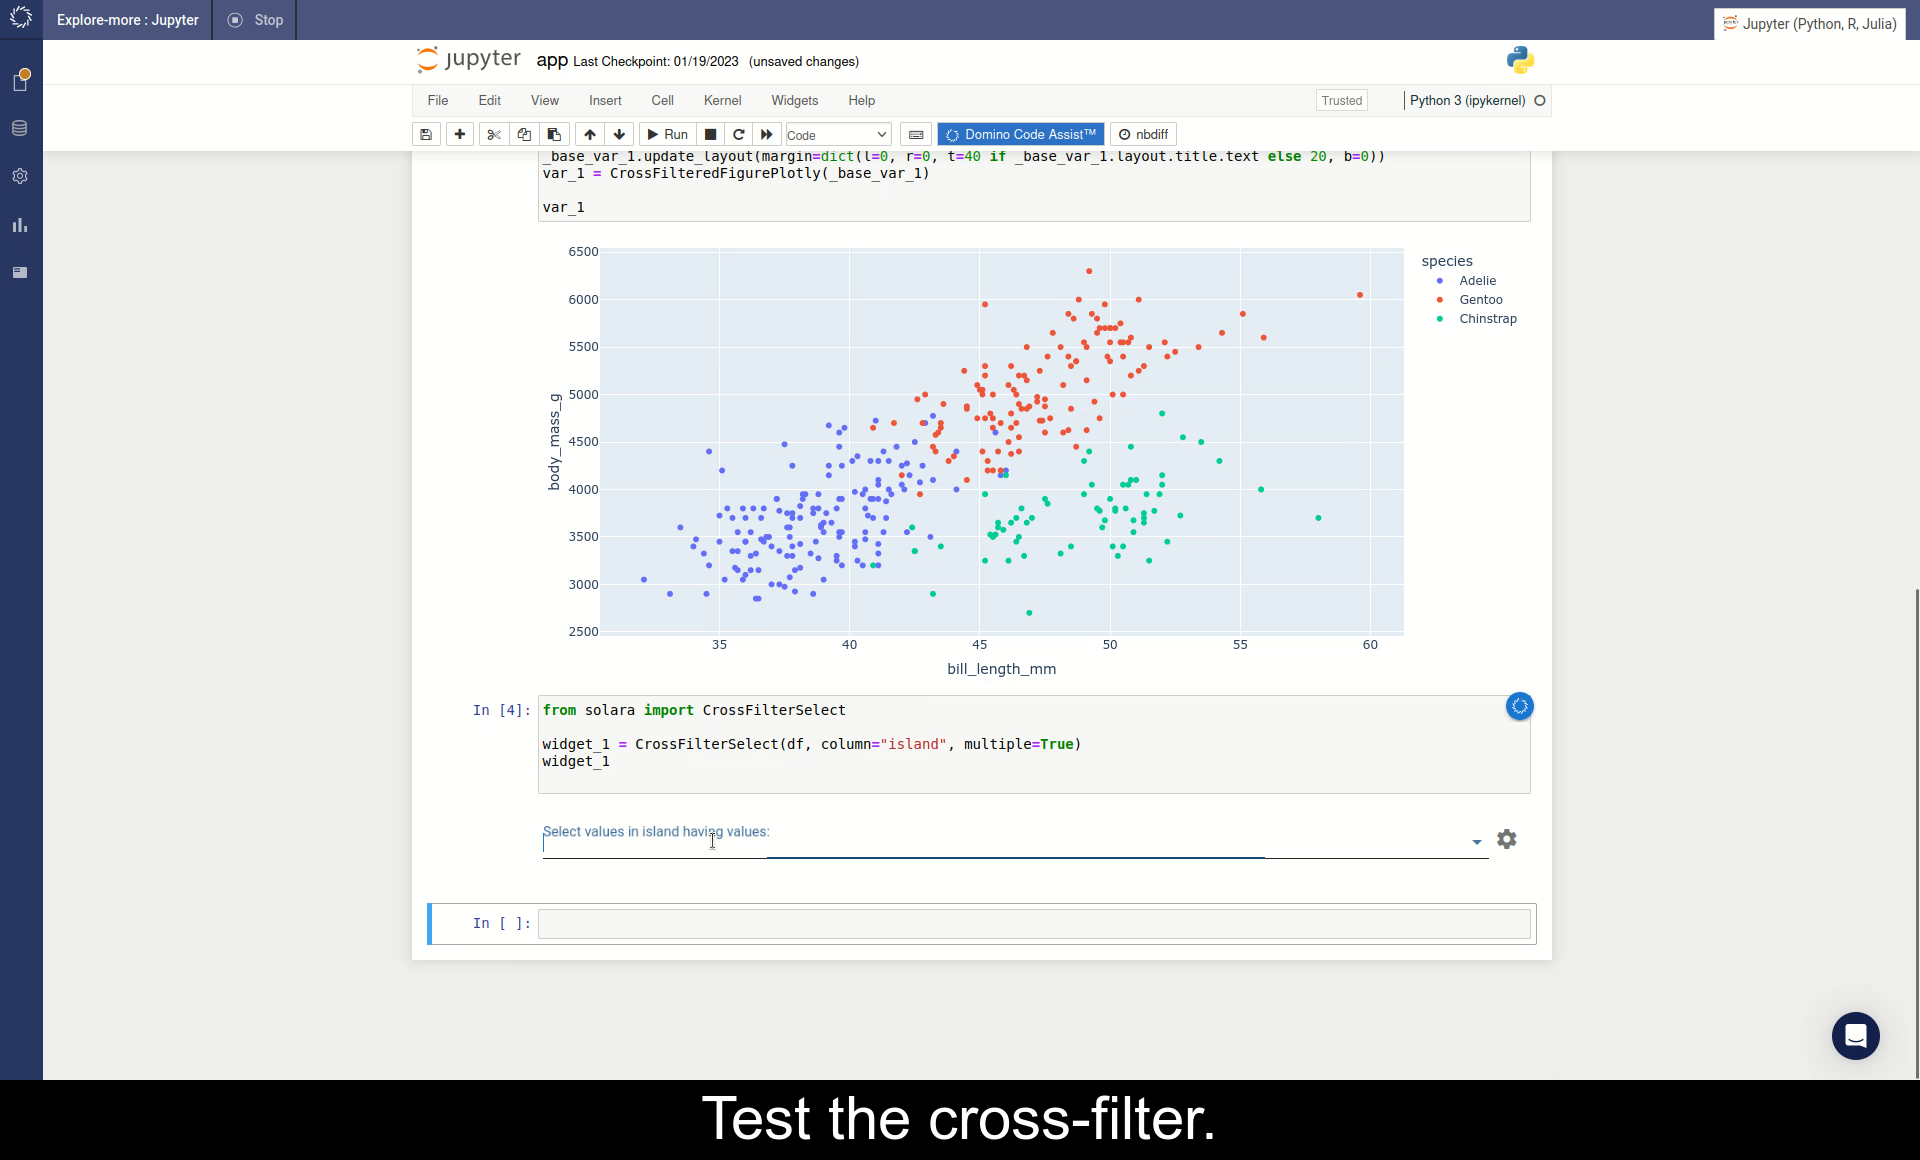 Explore-more : Jupyter
Stop
Jupyter (Python, R, Julia)
jupyter
app Last Checkpoint: 01/19/2023 (unsaved changes)
File Edit View Insert Cell Kernel Widgets Help
Trusted
Python 3 (ipykernel)
Run
Code
Domino Code Assist™
nbdiff
_base_var_1.update_layout(margin=dict(l=0, r=0, t=40 if _base_var_1.layout.title.text else 20, b=0))
var_1 = CrossFilteredFigurePlotly(_base_var_1)
var_1
6500
6000
5500
5000
4500
4000
3500
3000
2500
body_mass_g
35 40 45 50 55 60
bill_length_mm
species
Adelie
Gentoo
Chinstrap
In [4]:
from solara import CrossFilterSelect
widget_1 = CrossFilterSelect(df, column="island", multiple=True)
widget_1
Select values in island having values:
In [ ]:
Test the cross-filter.